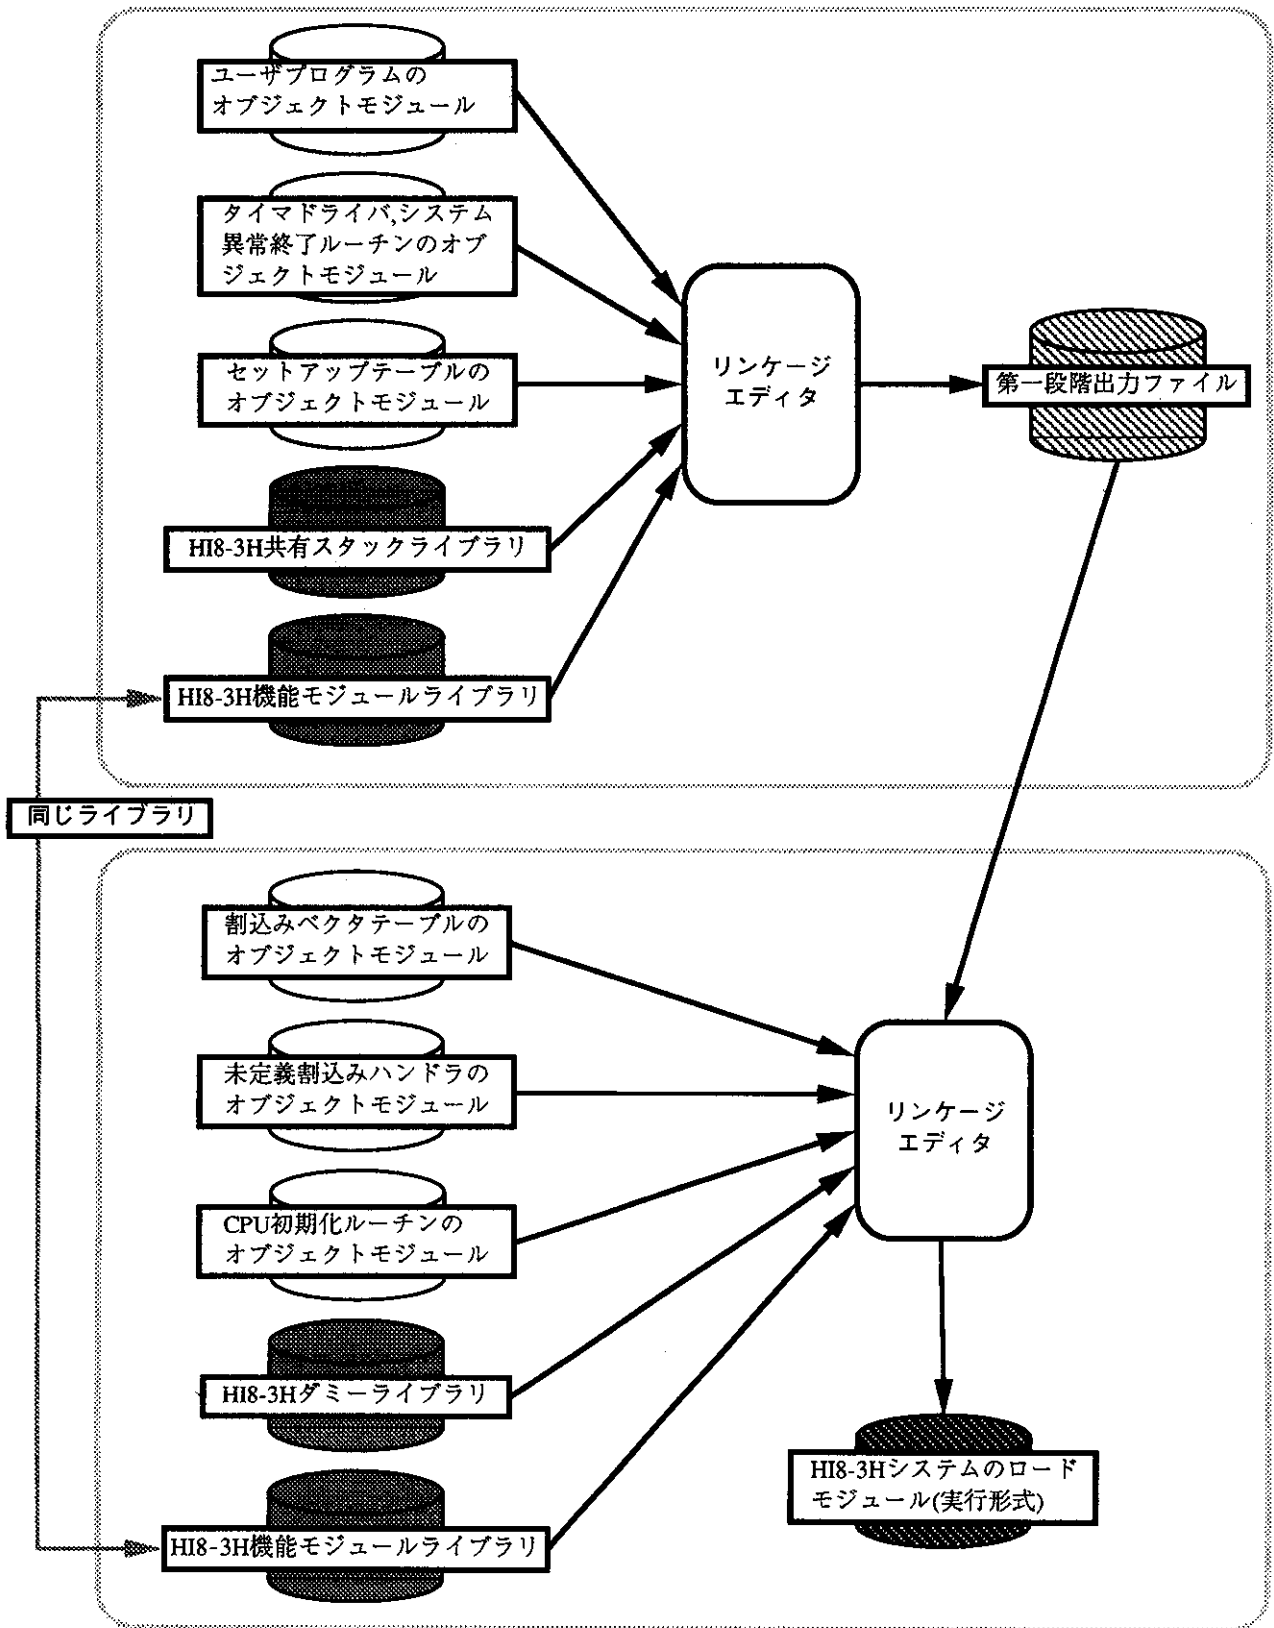 ユーザプログラムの
オブジェクトモジュール
タイマドライバ,システム
異常終了ルーチンのオブ
ジェクトモジュール
セットアップテーブルの
オブジェクトモジュール
HI8-3H共有スタックライブラリ
HI8-3H機能モジュールライブラリ
リンケージ
エディタ
第一段階出力ファイル
同じライブラリ
割込みベクタテーブルの
オブジェクトモジュール
未定義割込みハンドラの
オブジェクトモジュール
CPU初期化ルーチンの
オブジェクトモジュール
HI8-3Hダミーライブラリ
HI8-3H機能モジュールライブラリ
リンケージ
エディタ
HI8-3Hシステムのロード
モジュール(実行形式)